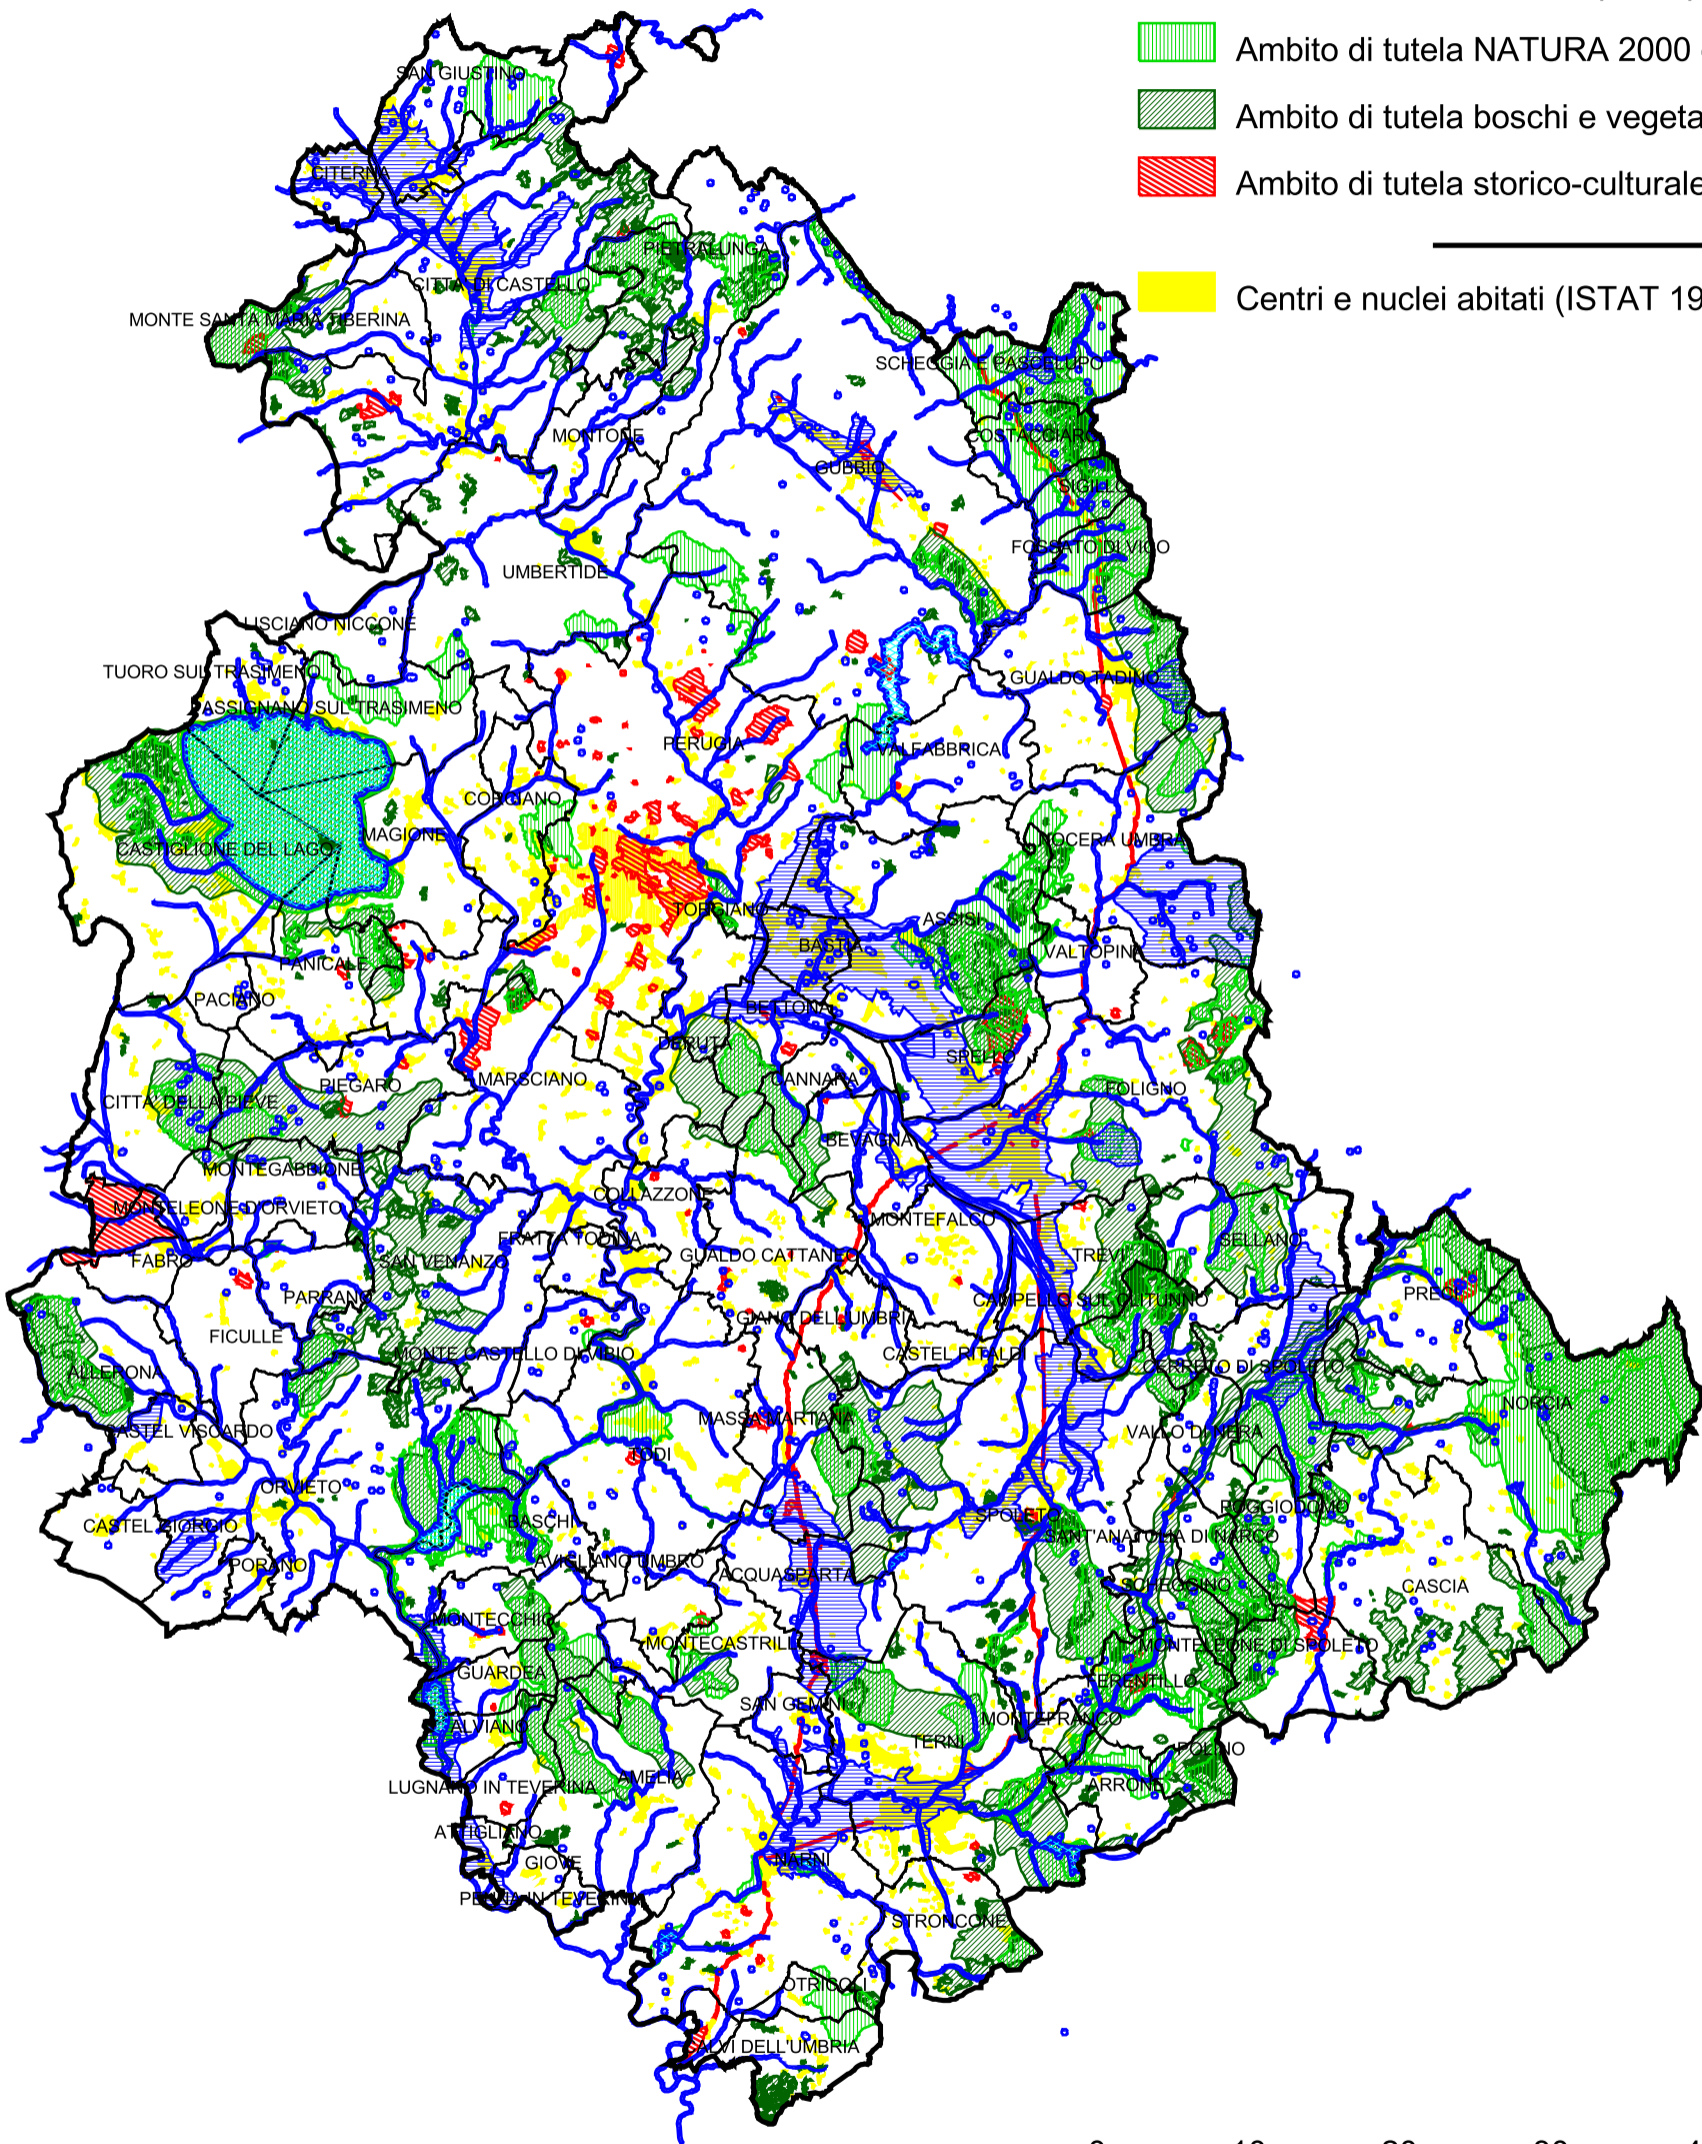 Ambito di tutela NATURA 2000
Ambito di tutela boschi e vegeta
Ambito di tutela storico-culturale
Centri e nuclei abitati (ISTAT 19
SAN GIUSTINO
CITERNA
PIETRALUNGA
CITTA' DI CASTELLO
MONTE SANTA MARIA TIBERINA
SCHEGGIA E PASCELUPO
MONTONE
COSTACCIARO
GUBBIO
SIGILLO
FOSSATO DI VICO
UMBERTIDE
LISCIANO NICCONE
TUORO SUL TRASIMENO
GUALDO TADINO
PASSIGNANO SUL TRASIMENO
PERUGIA
VALFABBRICA
CORCIANO
MAGIONE
NOCERA UMBRA
CASTIGLIONE DEL LAGO
TORGIANO
ASSISI
BASTIA
VALTOPINA
PANICALE
PACIANO
BETTONA
DERUTA
SPELLO
MARSCIANO
CANNARA
PIEGARO
FOLIGNO
CITTA' DELLA PIEVE
BEVAGNA
MONTEGABBIONE
COLLAZZONE
MONTELEONE D'ORVIETO
MONTEFALCO
FRATTA TODINA
SELLANO
GUALDO CATTANEO
TREVI
FABRO
SAN VENANZO
PRECI
PARRANO
CAMPELLO SUL CLITUNNO
GIANO DELL'UMBRIA
FICULLE
MONTE CASTELLO DI VIBIO
CASTEL RITALDI
CERRETO DI SPOLETO
ALLERONA
NORCIA
MASSA MARTANA
CASTEL VISCARDO
VALLO DI NERA
TODI
ORVIETO
POGGIODOMO
SPOLETO
BASCHI
CASTEL GIORGIO
SANT'ANATOLIA DI NARCO
PORANO
AVIGLIANO UMBRO
ACQUASPARTA
SCHEGGINO
CASCIA
MONTECCHIO
MONTECASTRILLI
MONTELEONE DI SPOLETO
GUARDEA
FERENTILLO
SAN GEMINI
MONTEFRANCO
ALVIANO
TERNI
POLINO
AMELIA
ARRONE
LUGNANO IN TEVERINA
ATTIGLIANO
NARNI
GIOVE
PENNA IN TEVERINA
STRONCONE
OTRICOLI
CALVI DELL'UMBRIA